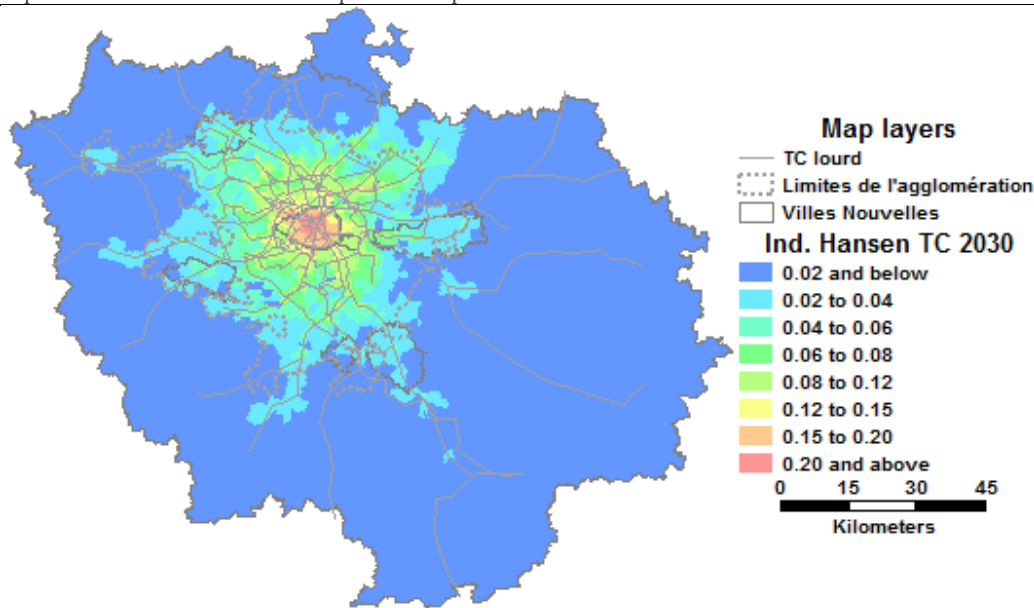 Map layers
TC lourd
Limites de l'agglomération
Villes Nouvelles
Ind. Hansen TC 2030
0.02 and below
0.02 to 0.04
0.04 to 0.06
0.06 to 0.08
0.08 to 0.12
0.12 to 0.15
0.15 to 0.20
0.20 and above
0 15 30 45
Kilometers